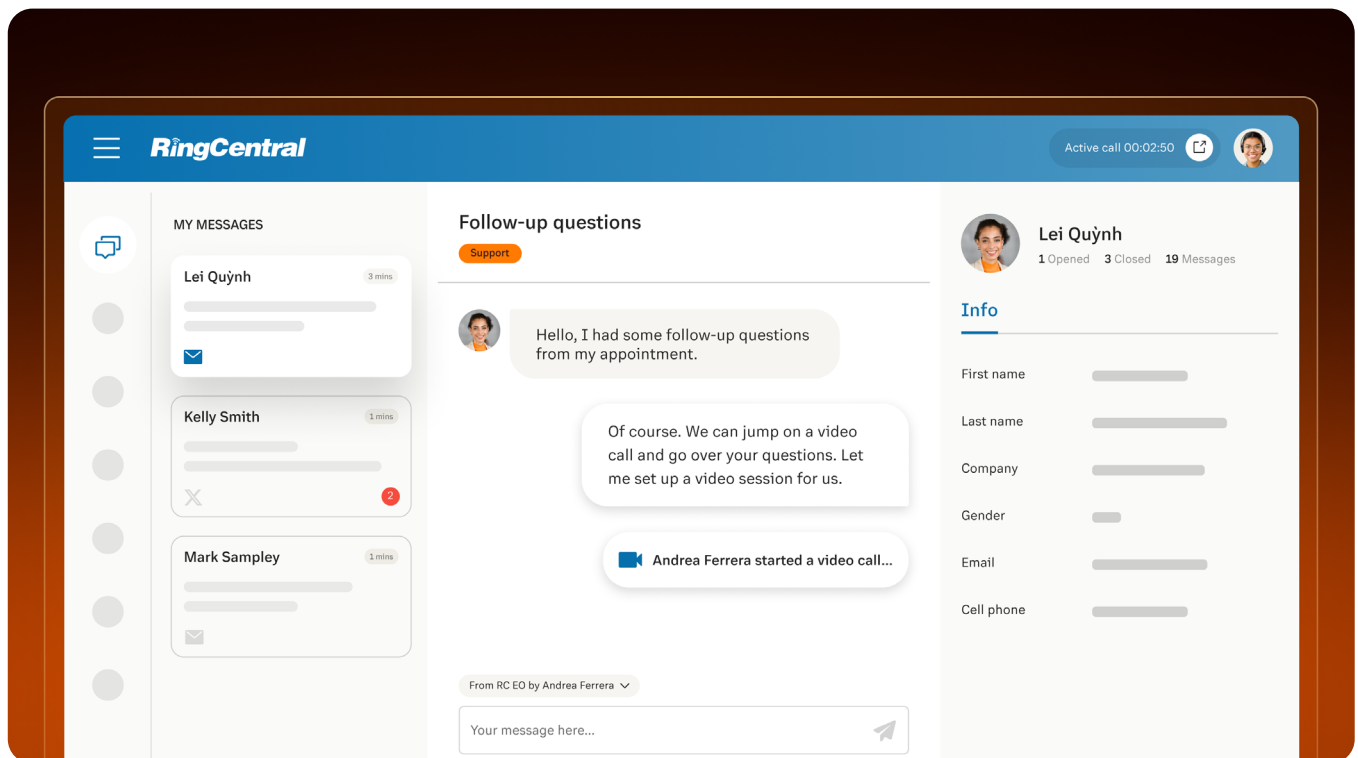 RingCentral
Active call 00:02:50
MY MESSAGES
Lei Quỳnh
3 mins
Kelly Smith
1 mins
2
Mark Sampley
1 mins
Follow-up questions
Support
Hello, I had some follow-up questions
from my appointment.
Of course. We can jump on a video
call and go over your questions. Let
me set up a video session for us.
Andrea Ferrera started a video call...
From RC EO by Andrea Ferrera
Your message here...
Lei Quỳnh
1 Opened 3 Closed 19 Messages
Info
First name
Last name
Company
Gender
Email
Cell phone